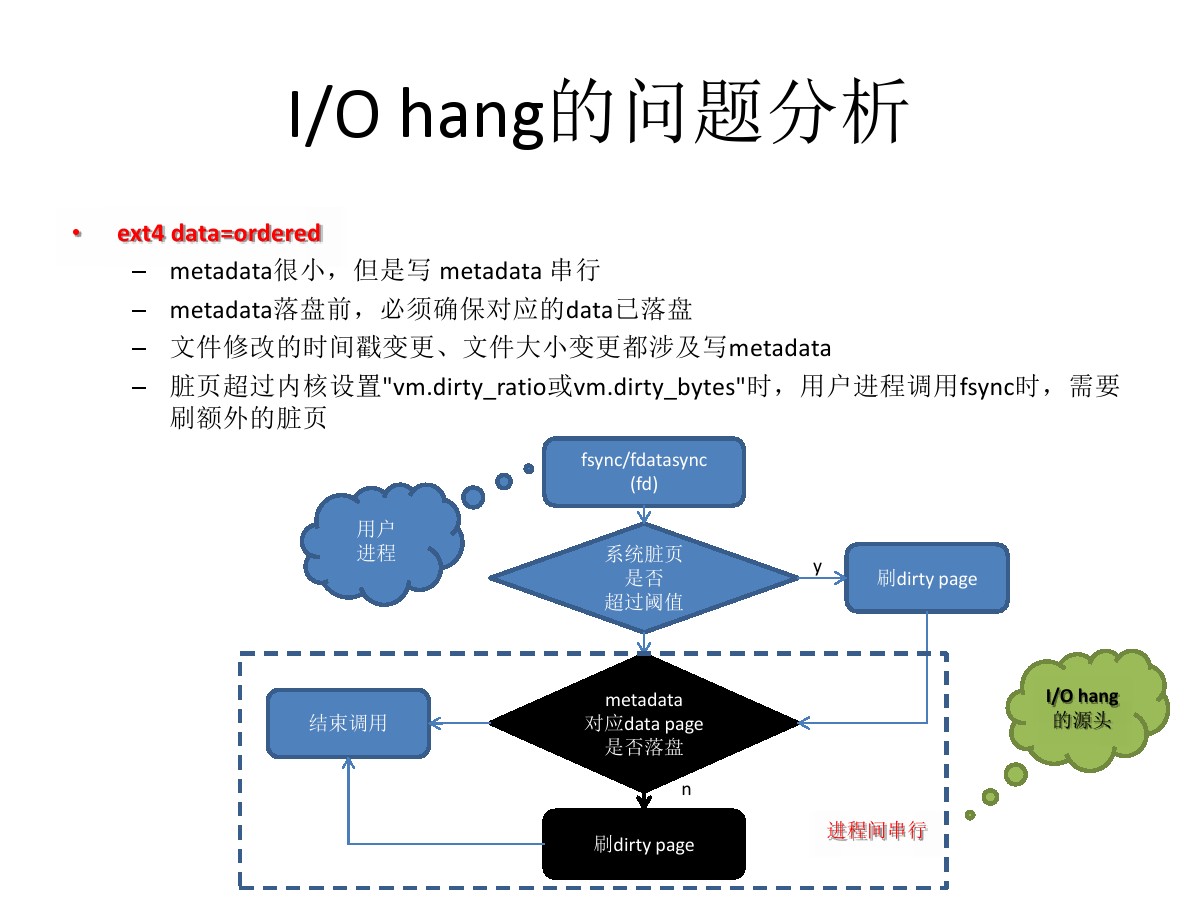 I/O hang的问题分析
• ext4 data=ordered
– metadata很小，但是写 metadata 串行
– metadata落盘前，必须确保对应的data已落盘
– 文件修改的时间戳变更、文件大小变更都涉及写metadata
– 脏页超过内核设置"vm.dirty_ratio或vm.dirty_bytes"时，用户进程调用fsync时，需要
刷额外的脏页
fsync/fdatasync
(fd)
用户
进程
系统脏页
是否
超过阈值
y
刷dirty page
metadata
对应data page
是否落盘
结束调用
I/O hang
的源头
n
刷dirty page
进程间串行